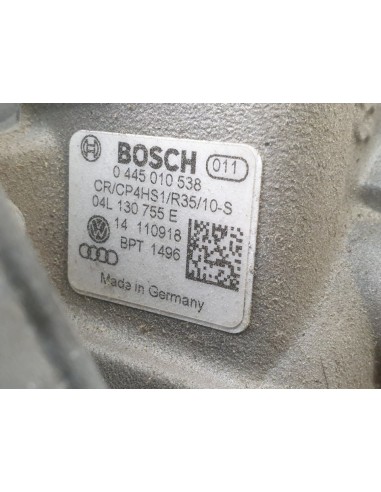 BOSCH 011
0 445 010 538
CR/CP4HS1/R35/10-S
04L 130 755 E
14 110918
BPT 1496
Made in Germany